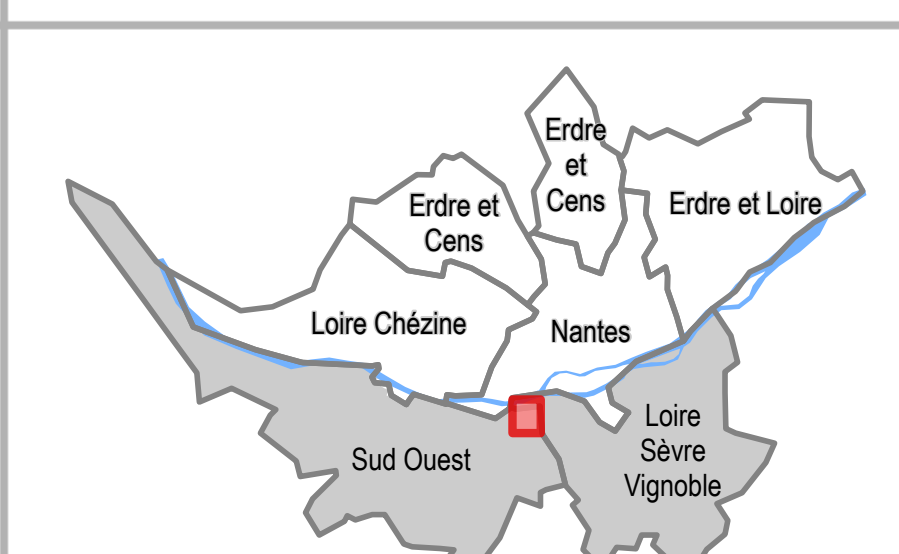 Erdre
et
Cens
Erdre et
Cens
Erdre et Loire
Loire Chézine
Nantes
Loire
Sèvre
Vignoble
Sud Ouest